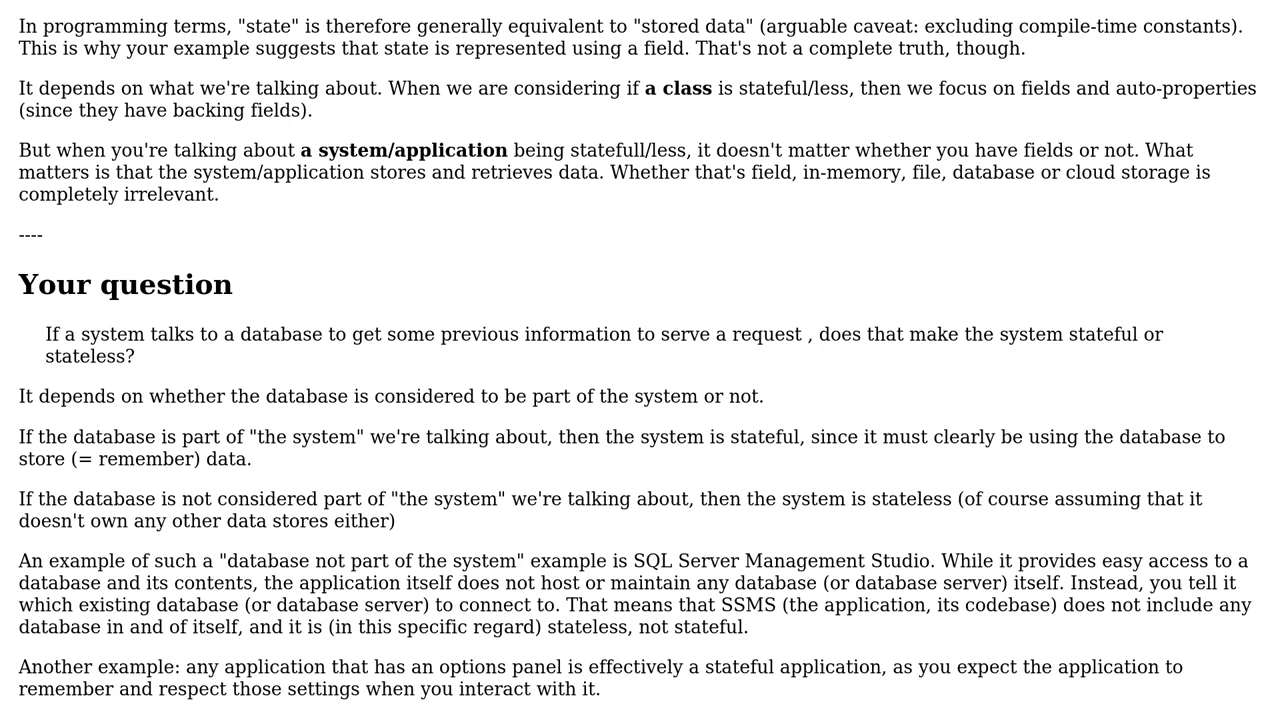 In programming terms, "state" is therefore generally equivalent to "stored data" (arguable caveat: excluding compile-time constants).
This is why your example suggests that state is represented using a field. That's not a complete truth, though.
It depends on what we're talking about. When we are considering if a class is stateful/less, then we focus on fields and auto-properties
(since they have backing fields).
But when you're talking about a system/application being statefull/less, it doesn't matter whether you have fields or not. What
matters is that the system/application stores and retrieves data. Whether that's field, in-memory, file, database or cloud storage is
completely irrelevant.
----
Your question
If a system talks to a database to get some previous information to serve a request , does that make the system stateful or
stateless?
It depends on whether the database is considered to be part of the system or not.
If the database is part of "the system" we're talking about, then the system is stateful, since it must clearly be using the database to
store (= remember) data.
If the database is not considered part of "the system" we're talking about, then the system is stateless (of course assuming that it
doesn't own any other data stores either)
An example of such a "database not part of the system" example is SQL Server Management Studio. While it provides easy access to a
database and its contents, the application itself does not host or maintain any database (or database server) itself. Instead, you tell it
which existing database (or database server) to connect to. That means that SSMS (the application, its codebase) does not include any
database in and of itself, and it is (in this specific regard) stateless, not stateful.
Another example: any application that has an options panel is effectively a stateful application, as you expect the application to
remember and respect those settings when you interact with it.